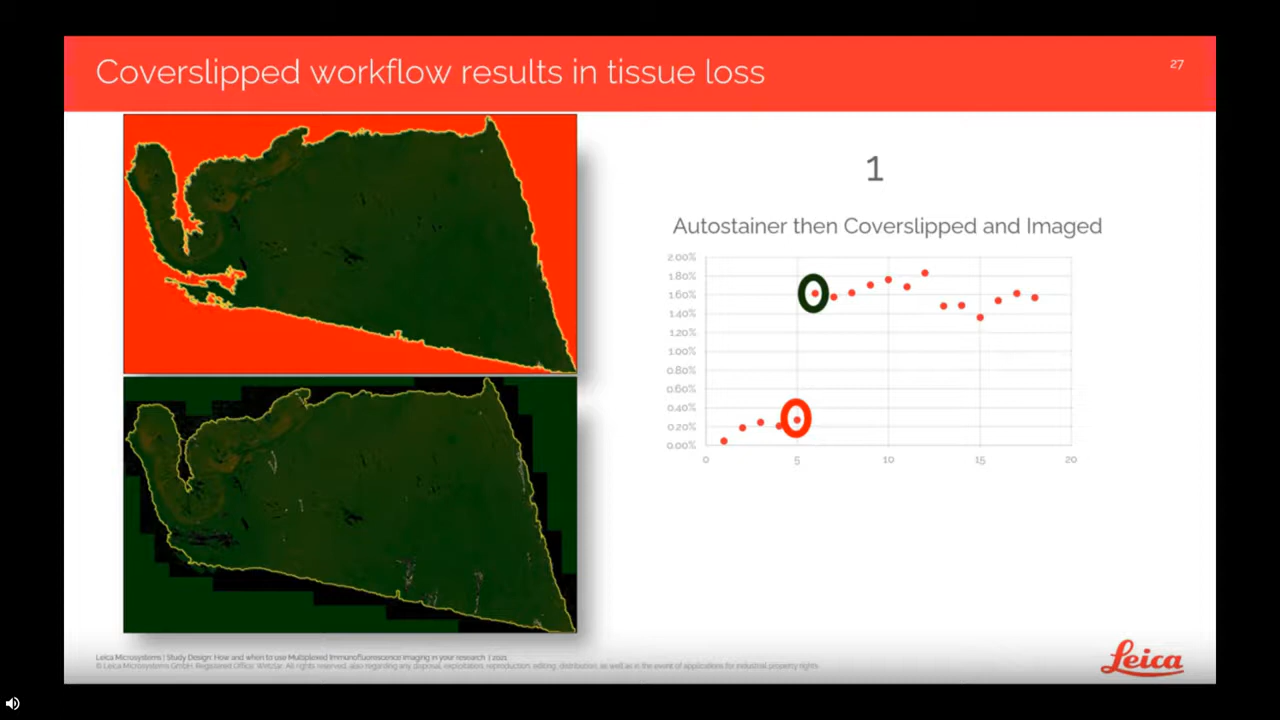 Coverslipped workflow results in tissue loss
27
1
Autostainer then Coverslipped and Imaged
2.00%
1.80%
1.60%
1.40%
1.20%
1.00%
0.80%
0.60%
0.40%
0.20%
0.00%
0 5 10 15 20
Leica Microsystems | Study Design: How and when to use Multiplexed Immunofluorescence imaging in your research | 2021
© Leica Microsystems GmbH, Registered Office: Wetzlar. All rights reserved, also regarding any disposal, exploitation, reproduction, editing, distribution, as well as in the event of applications for industrial property rights.
Leica